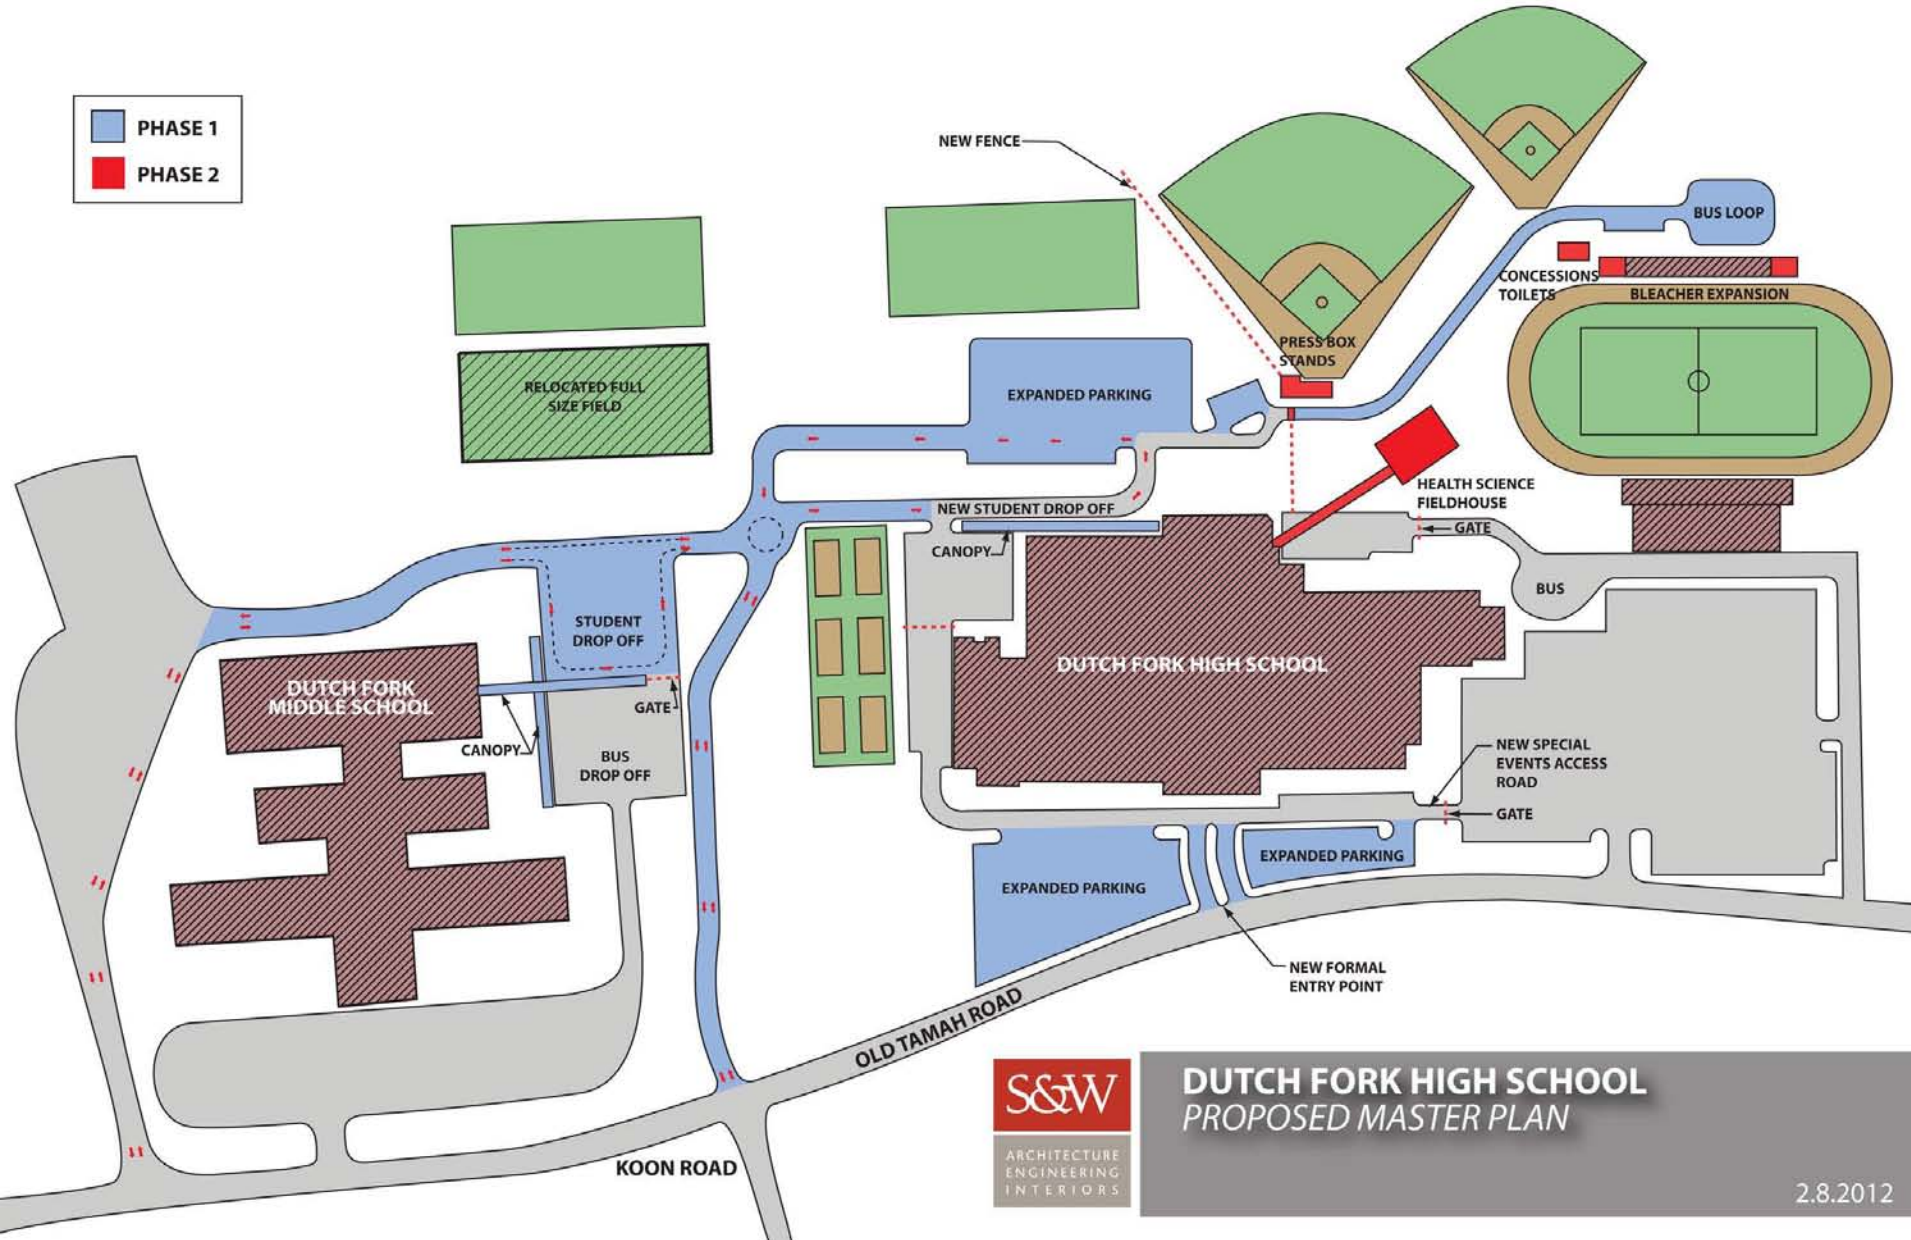 PHASE 1
PHASE 2
NEW FENCE
BUS LOOP
CONCESSIONS
TOILETS
BLEACHER EXPANSION
PRESS BOX
STANDS
RELOCATED FULL
SIZE FIELD
EXPANDED PARKING
HEALTH SCIENCE
FIELDHOUSE
NEW STUDENT DROP OFF
GATE
CANOPY
BUS
STUDENT
DROP OFF
DUTCH FORK HIGH SCHOOL
DUTCH FORK
MIDDLE SCHOOL
GATE
CANOPY
BUS
DROP OFF
NEW SPECIAL
EVENTS ACCESS
ROAD
GATE
EXPANDED PARKING
EXPANDED PARKING
NEW FORMAL
ENTRY POINT
OLD TAMAH ROAD
KOON ROAD
S&W
ARCHITECTURE
ENGINEERING
INTERIORS
DUTCH FORK HIGH SCHOOL
PROPOSED MASTER PLAN
2.8.2012